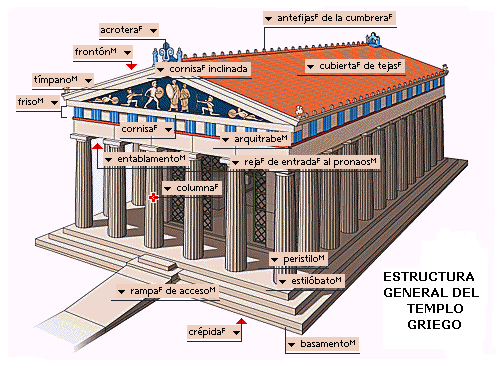 antefijasF de la cumbreraF
acroteraF
frontónM
cornisaF inclinada
cubiertaF de tejasF
tímpanoM
frisoM
cornisaF
arquitrabeM
entablamentoM
rejaF de entradaF al pronaosM
columnaF
peristiloM
estilóbatoM
rampaF de accesoM
crépidaF
basamentoM
ESTRUCTURA
GENERAL DEL
TEMPLO
GRIEGO